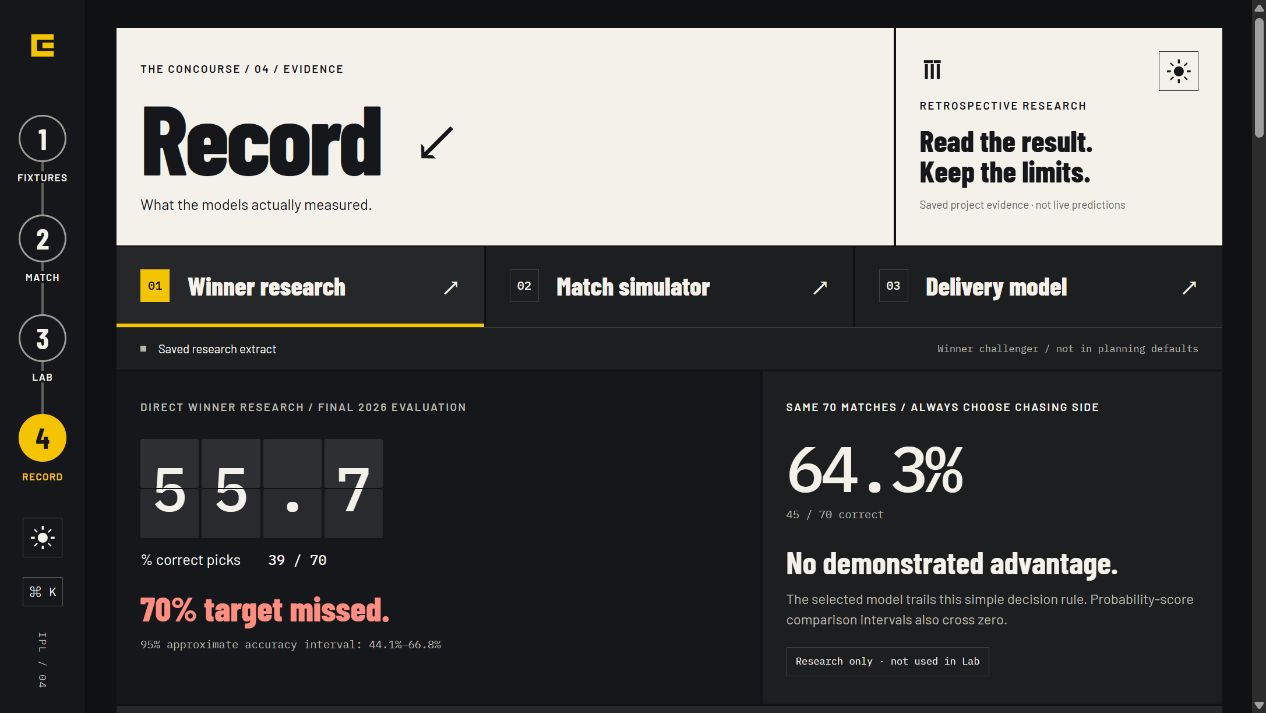 1
FIXTURES
2
MATCH
3
LAB
4
RECORD
⌘ K
IPL / 04
THE CONCOURSE / 04 / EVIDENCE
Record ↙
What the models actually measured.
RETROSPECTIVE RESEARCH
Read the result.
Keep the limits.
Saved project evidence · not live predictions
01 Winner research ↗
02 Match simulator ↗
03 Delivery model ↗
Saved research extract
Winner challenger / not in planning defaults
DIRECT WINNER RESEARCH / FINAL 2026 EVALUATION
55.7
% correct picks 39 / 70
70% target missed.
95% approximate accuracy interval: 44.1%–66.8%
SAME 70 MATCHES / ALWAYS CHOOSE CHASING SIDE
64.3%
45 / 70 correct
No demonstrated advantage.
The selected model trails this simple decision rule. Probability-score
comparison intervals also cross zero.
Research only · not used in Lab